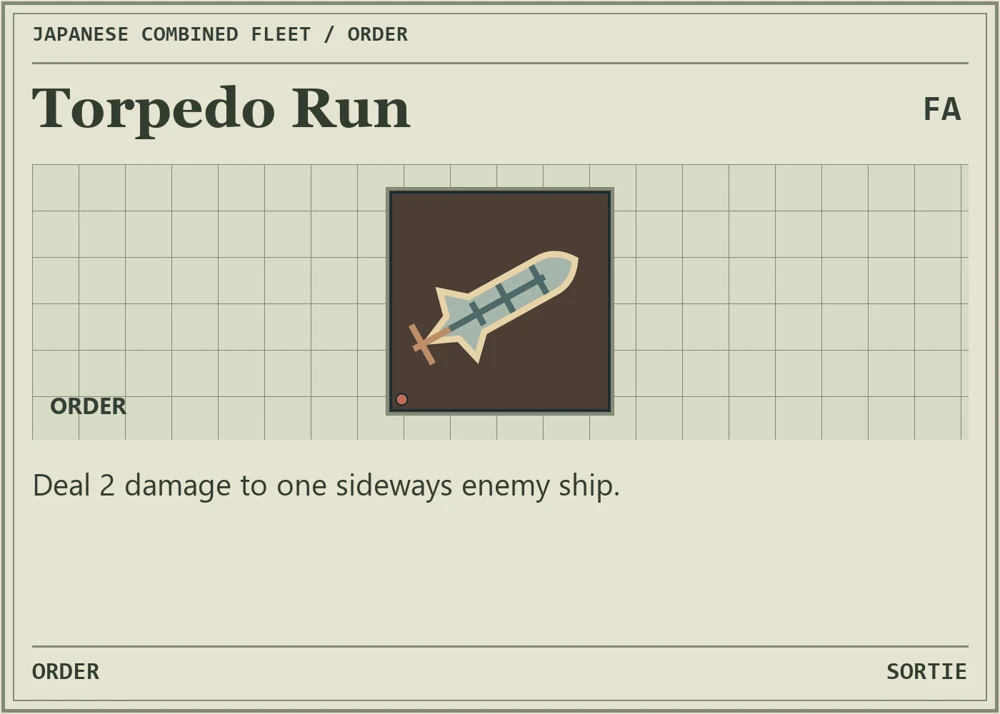 JAPANESE COMBINED FLEET / ORDER
Torpedo Run
FA
ORDER
Deal 2 damage to one sideways enemy ship.
ORDER
SORTIE